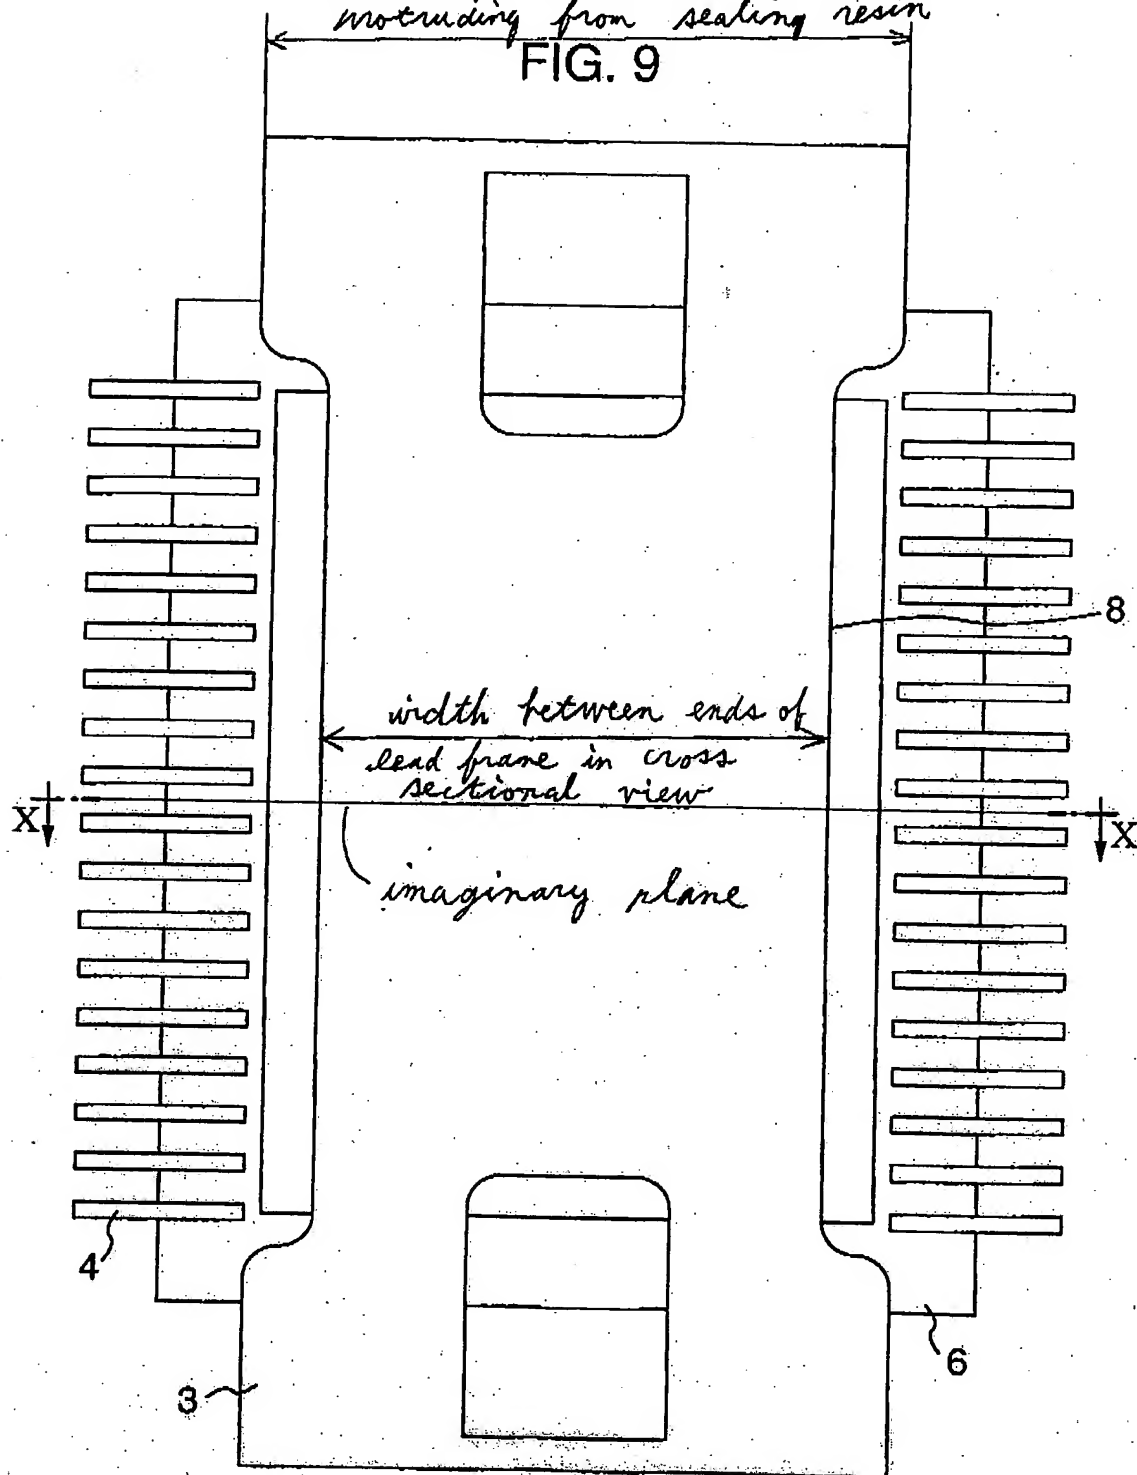 protruding from sealing resin
FIG. 9
8
width between ends of
lead frame in cross
sectional view
X
X
imaginary plane
4
6
3